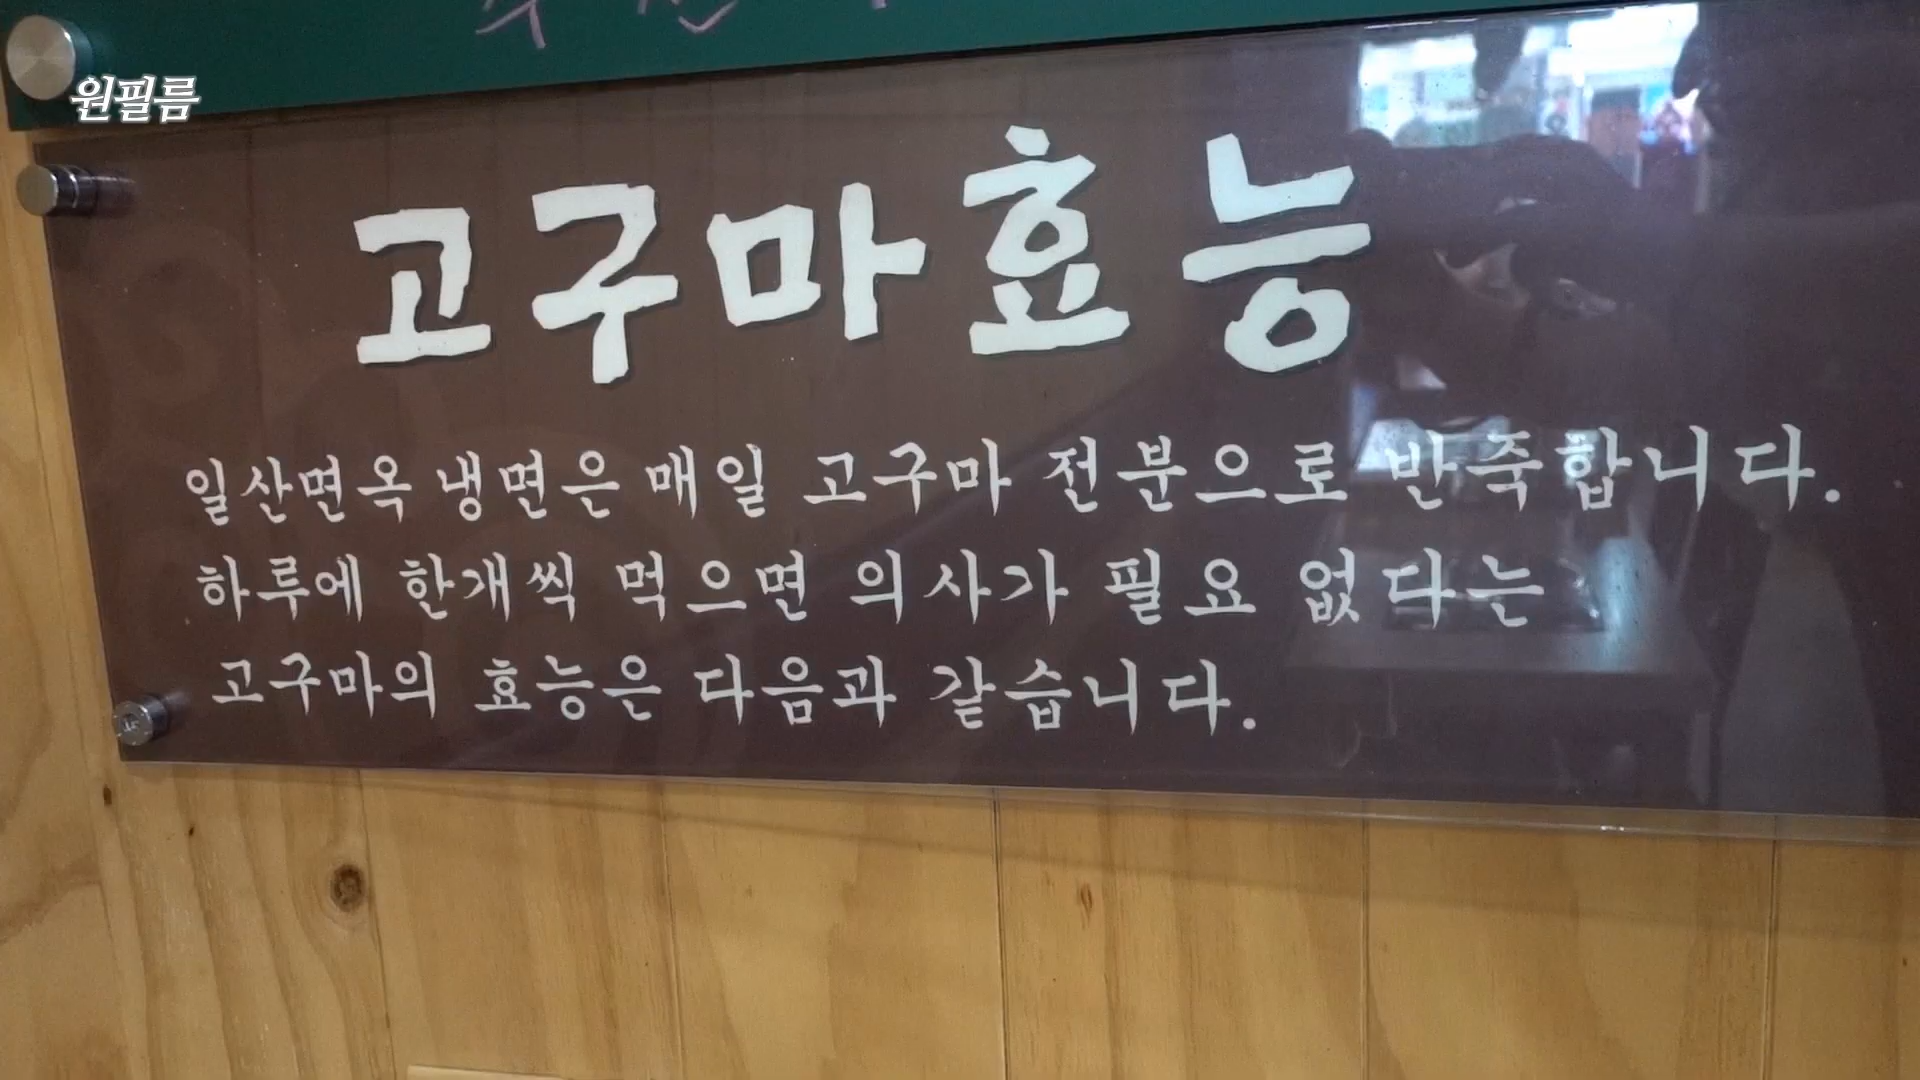 원필름
고구마효능
일산면옥 냉면은 매일 고구마 전분으로 반죽합니다.
하루에 한개씩 먹으면 의사가 필요 없다는
고구마의 효능은 다음과 같습니다.